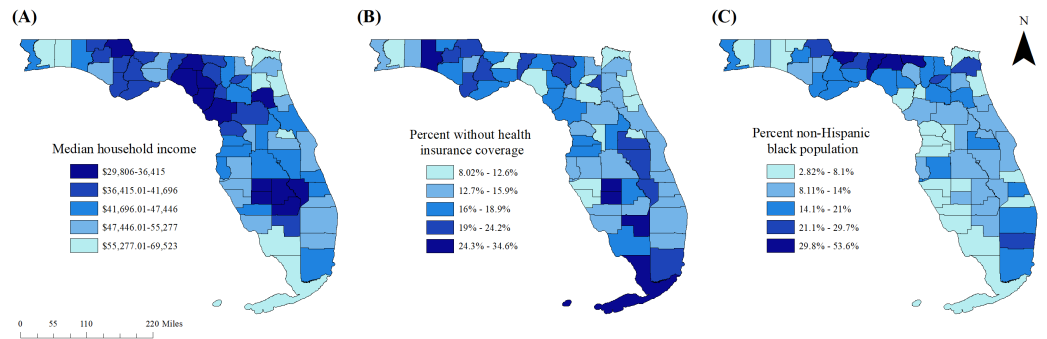 (A)
(B)
(C)
N
Median household income
$29,806-36,415
$36,415.01-41,696
$41,696.01-47,446
$47,446.01-55,277
$55,277.01-69,523
Percent without health
insurance coverage
8.02% - 12.6%
12.7% - 15.9%
16% - 18.9%
19% - 24.2%
24.3% - 34.6%
Percent non-Hispanic
black population
2.82% - 8.1%
8.11% - 14%
14.1% - 21%
21.1% - 29.7%
29.8% - 53.6%
0 55 110 220 Miles